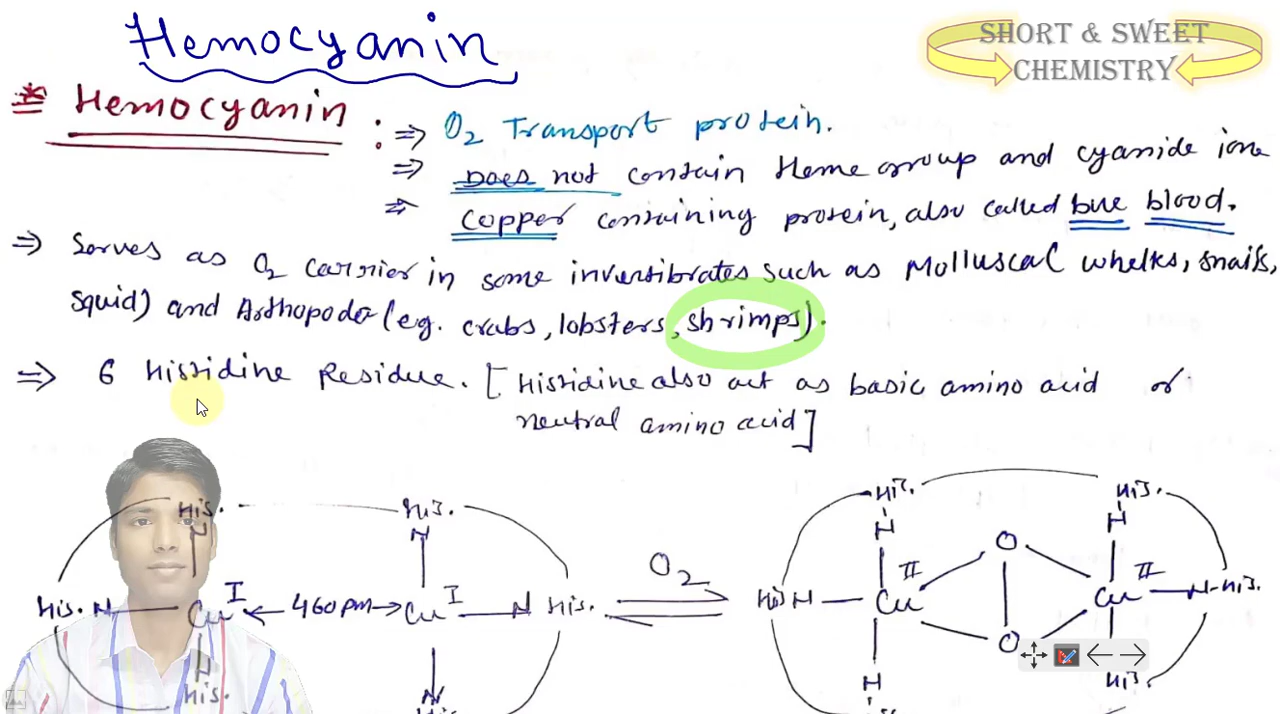 Hemocyanin
SHORT & SWEET
CHEMISTRY
* Hemocyanin : ⇒ O2 Transport protein.
⇒ Does not contain Heme group and cyanide ion
⇒ Copper containing protein, also called blue blood.
⇒ Serves as O2 carrier in some invertibrates such as Molluscal whelks, snails,
squid) and Arthopoda (eg. crabs, lobsters, shrimps).
⇒ 6 Histidine Residue. [Histidine also act as basic amino acid or
neutral amino acid]
His. His. His. His.
N N N N
His. N Cu I 460pm Cu I N His. O2 His N Cu II O O Cu II N-His.
N N N
His. His. His.